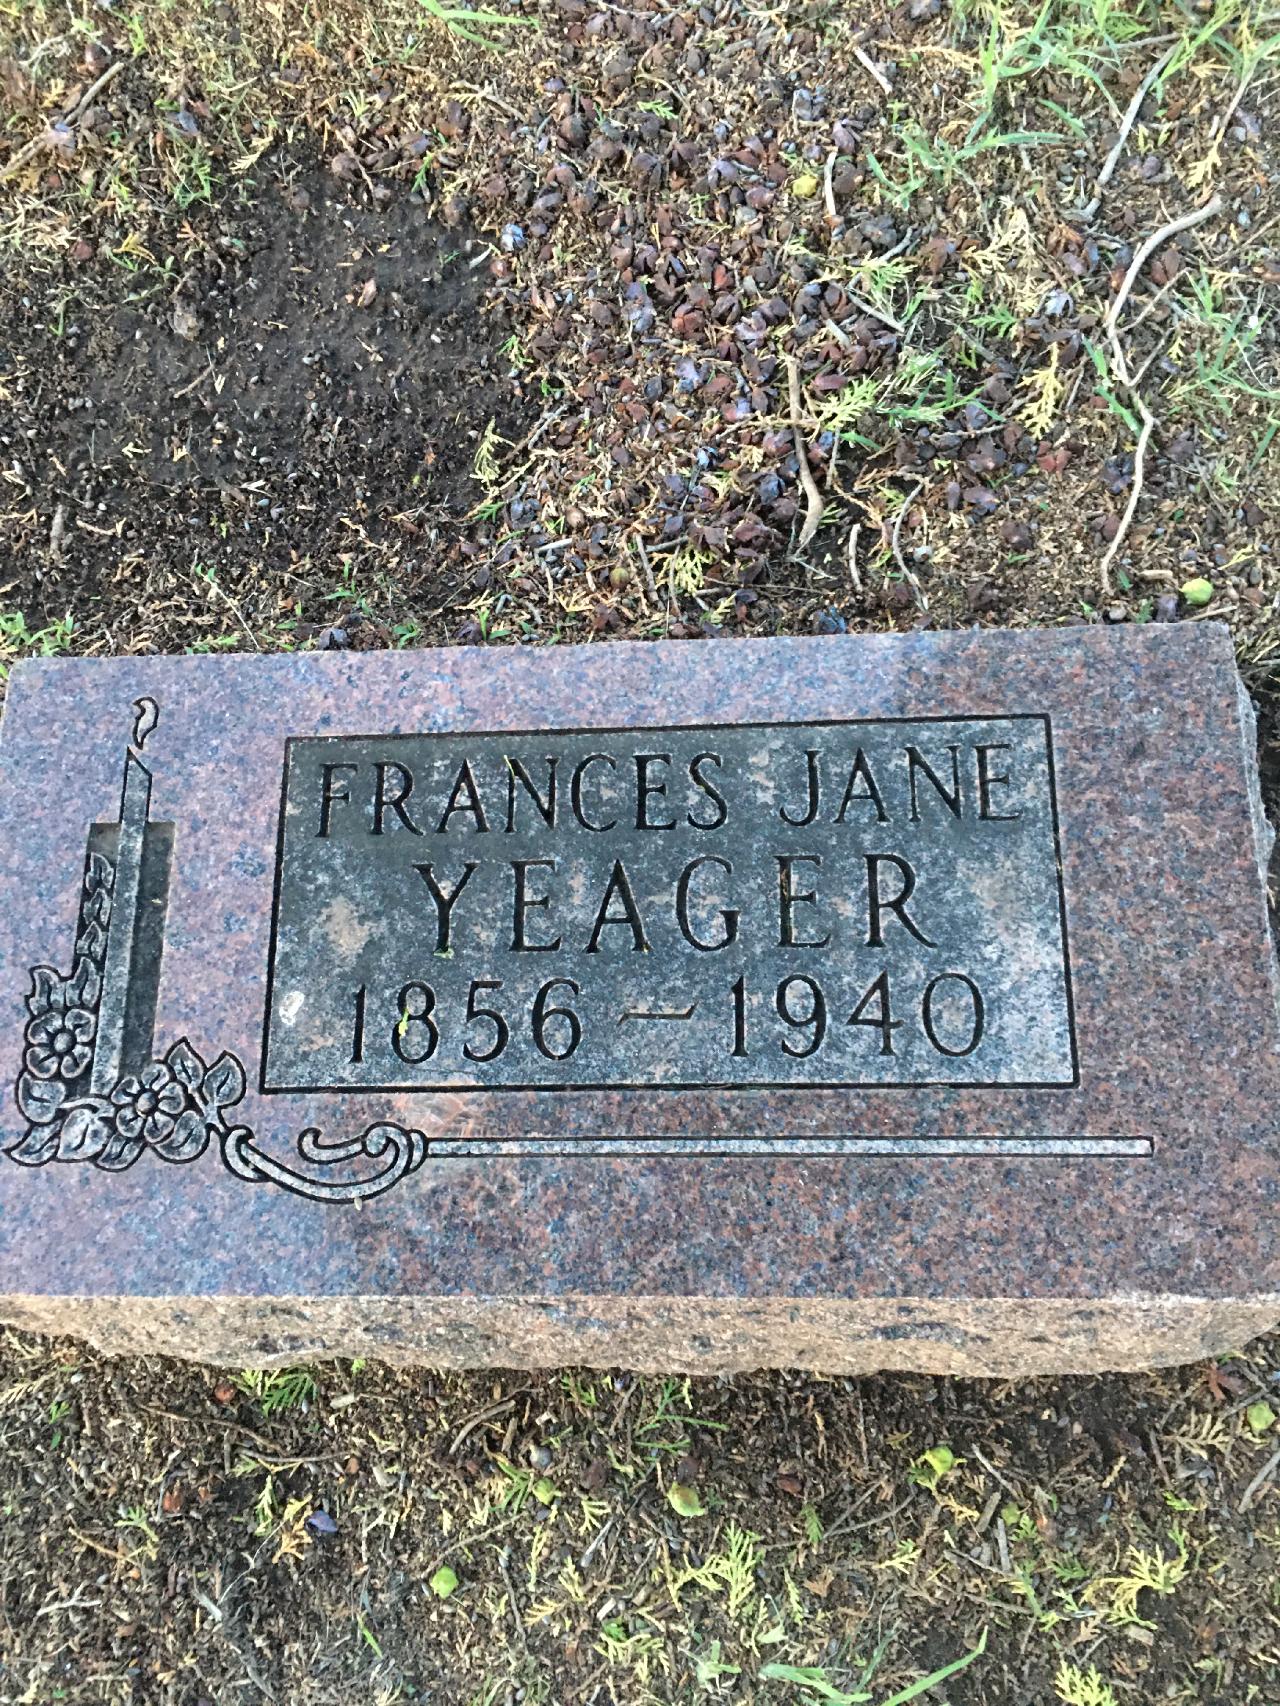 FRANCES JANE
YEAGER
1856 - 1940